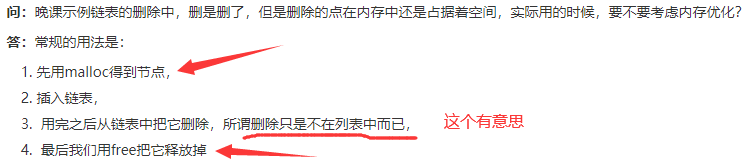 问：晚课示例链表的删除中，删是删了，但是删除的点在内存中还是占据着空间，实际用的时候，要不要考虑内存优化？
答：常规的用法是：
1. 先用malloc得到节点，
2. 插入链表，
3. 用完之后从链表中把它删除，所谓删除只是不在列表中而已，
这个有意思
4. 最后我们用free把它释放掉